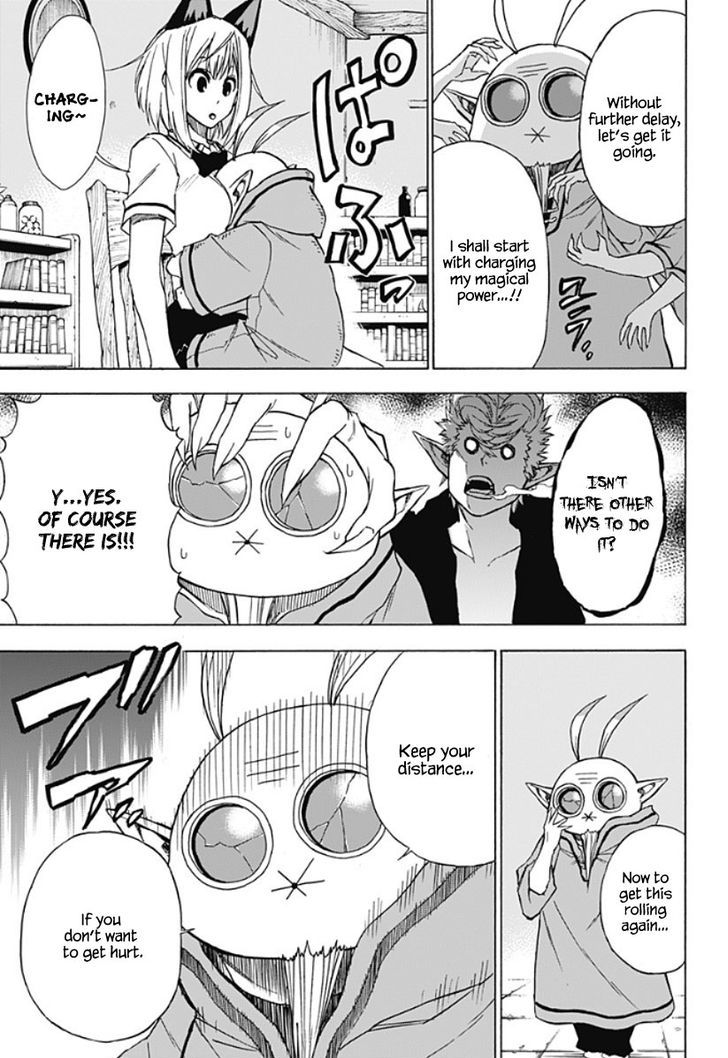 Without
further delay,
let's get it
going.
I shall start
with charging
my magical
power...!!
ユラ
CHARG-
ING~
ぱふっ
ISN'T
THERE OTHER
WAYS TO DO
IT?
Y...YES.
OF COURSE
THERE IS!!!
Now to
get this
rolling
again...
Keep your
distance...
If you
don't want
to get hurt.
ブン